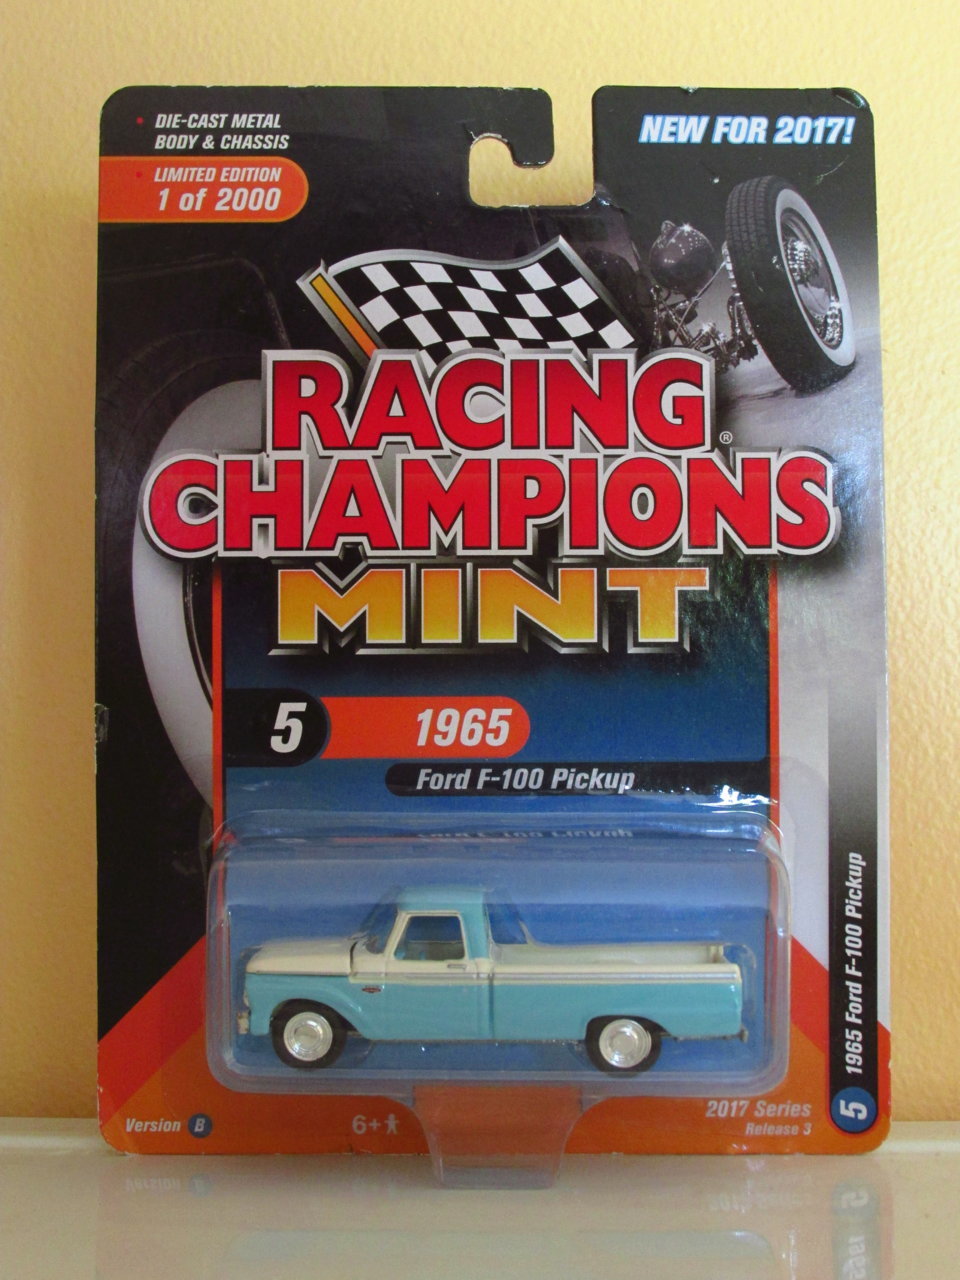 DIE-CAST METAL
BODY & CHASSIS
LIMITED EDITION
1 of 2000
NEW FOR 2017!
RACING
CHAMPIONS
®
MINT
5
1965
Ford F-100 Pickup
1965 Ford F-100 Pickup
5
Version B
6+
2017 Series
Release 3